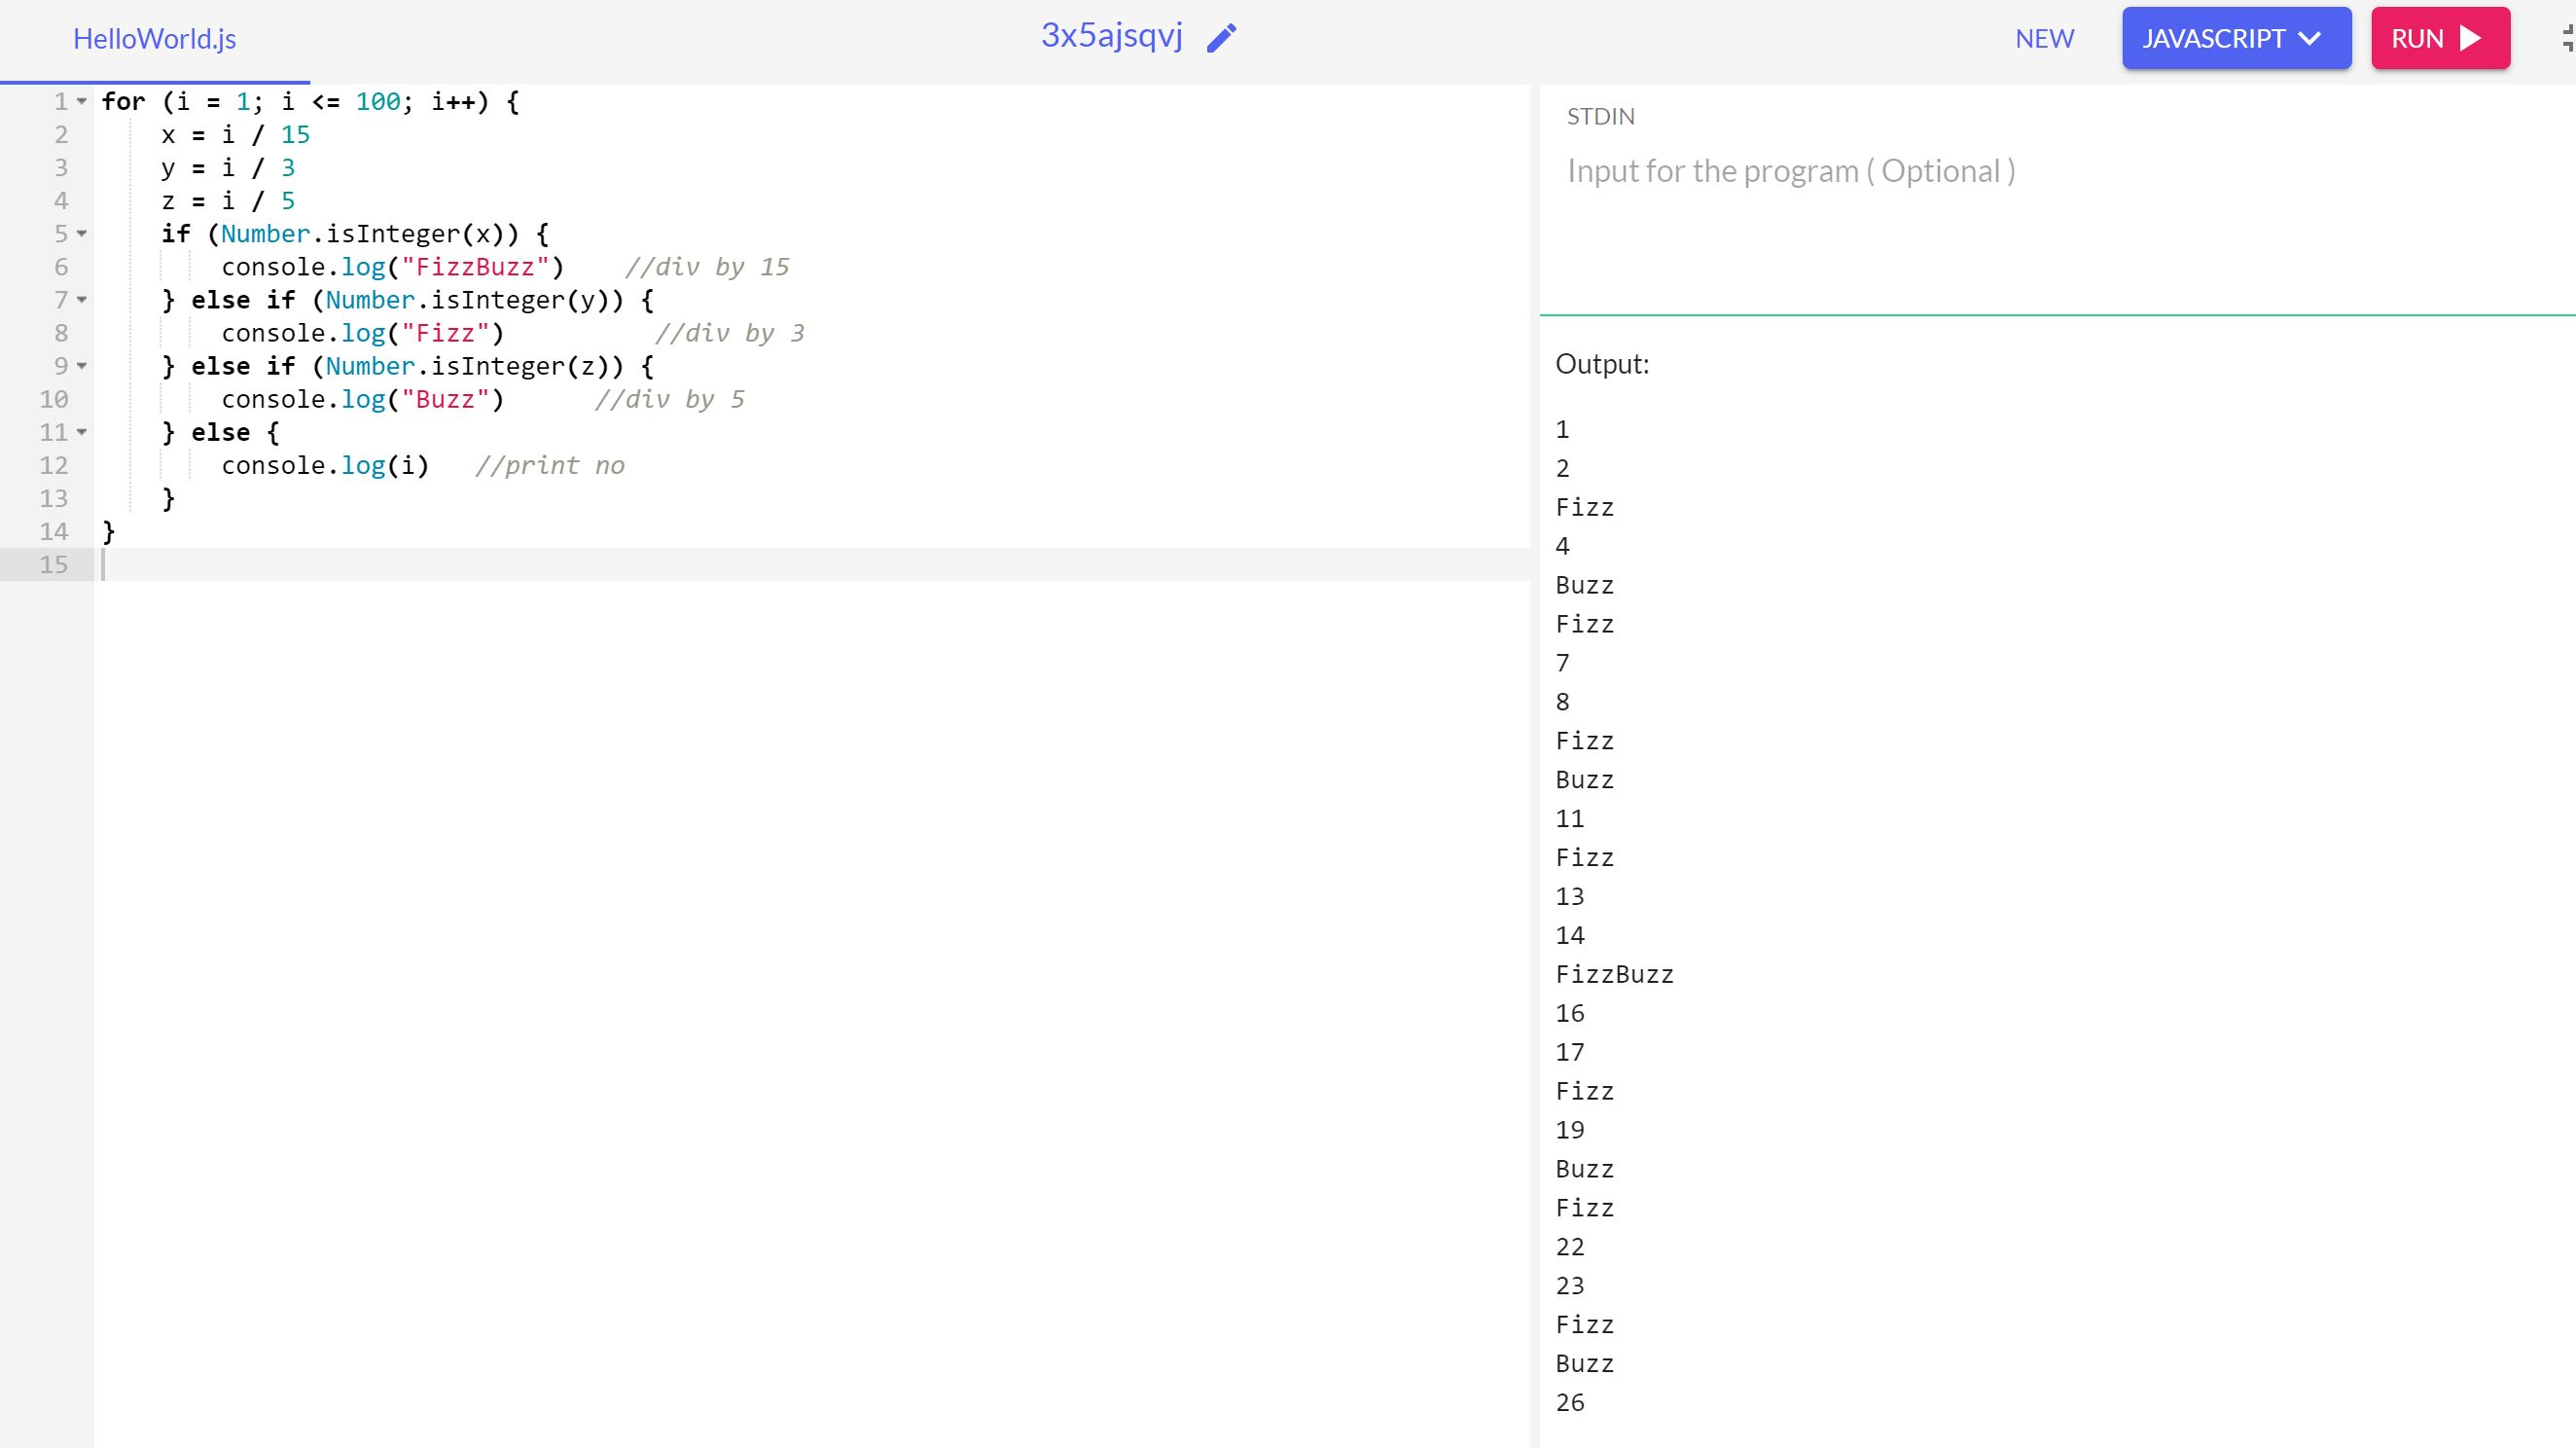 HelloWorld.js
3x5ajsqvj
NEW
JAVASCRIPT
RUN
1 for (i = 1; i <= 100; i++) {
2     x = i / 15
3     y = i / 3
4     z = i / 5
5     if (Number.isInteger(x)) {
6         console.log("FizzBuzz")    //div by 15
7     } else if (Number.isInteger(y)) {
8         console.log("Fizz")          //div by 3
9     } else if (Number.isInteger(z)) {
10         console.log("Buzz")      //div by 5
11     } else {
12         console.log(i)   //print no
13     }
14 }
15
STDIN
Input for the program ( Optional )
Output:
1
2
Fizz
4
Buzz
Fizz
7
8
Fizz
Buzz
11
Fizz
13
14
FizzBuzz
16
17
Fizz
19
Buzz
Fizz
22
23
Fizz
Buzz
26